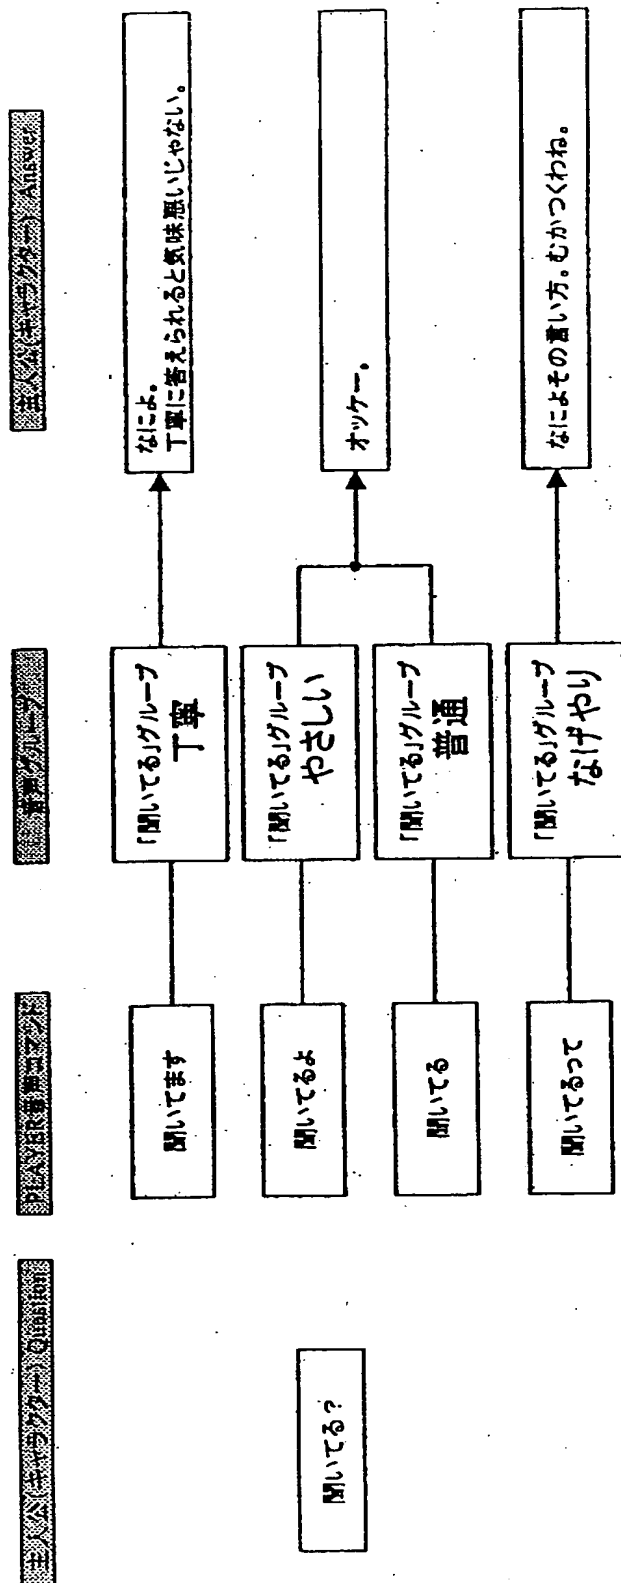 主人公(キャラクター) Question
PLAYER音声コマンド
音声グループ
主人公(キャラクター) Answer
聞いてる?
聞いてます
「聞いてる」グループ
丁寧
なによ。
丁寧に答えられると気味悪いじゃない。
聞いてるよ
「聞いてる」グループ
やさしい
聞いてる
「聞いてる」グループ
普通
オッケー。
聞いてるって
「聞いてる」グループ
なげやり
なによその言い方。むかつくわね。